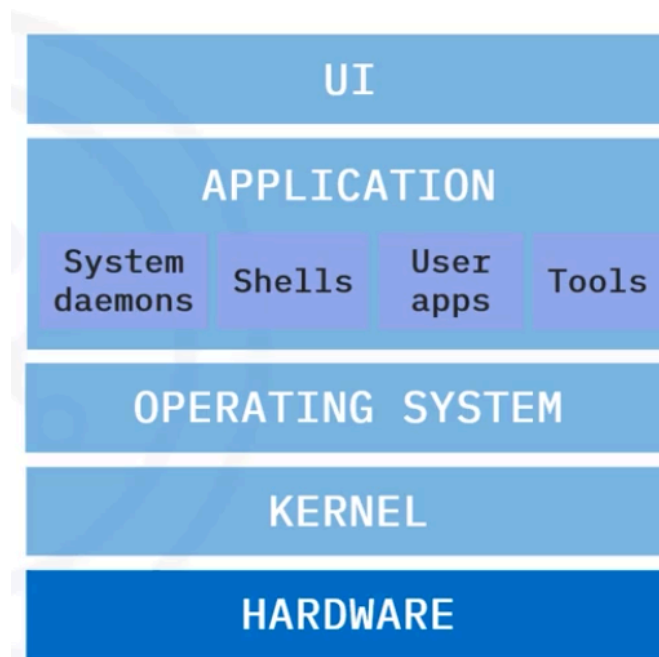 UI
APPLICATION
System daemons
Shells
User apps
Tools
OPERATING SYSTEM
KERNEL
HARDWARE